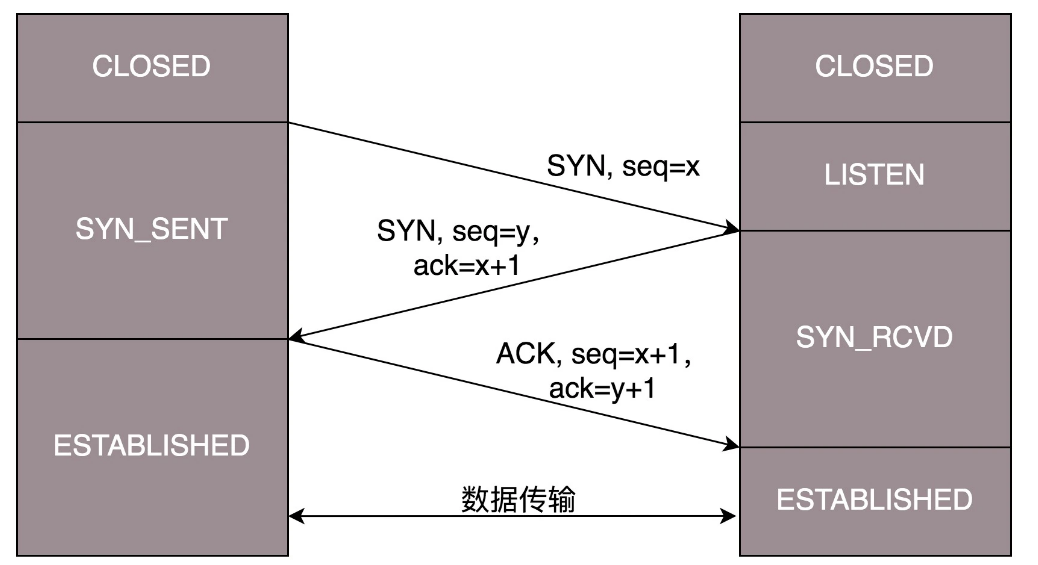 CLOSED
CLOSED
SYN, seq=x
LISTEN
SYN_SENT
SYN, seq=y,
ack=x+1
SYN_RCVD
ACK, seq=x+1,
ack=y+1
ESTABLISHED
数据传输
ESTABLISHED